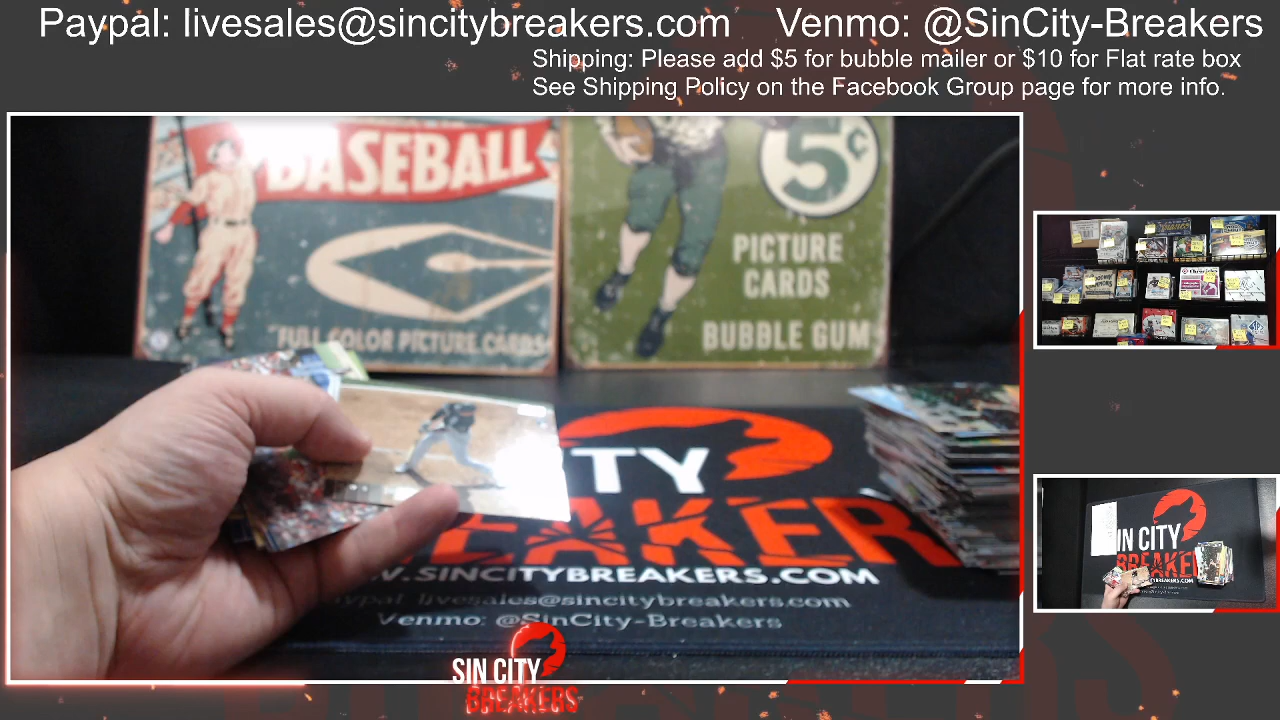 Paypal: livesales@sincitybreakers.com Venmo: @SinCity-Breakers
Shipping: Please add $5 for bubble mailer or $10 for Flat rate box
See Shipping Policy on the Facebook Group page for more info.
BASEBALL
FULL COLOR PICTURE CARDS
5¢
PICTURE
CARDS
BUBBLE GUM
TY
REAKER
W.SINCITYBREAKERS.COM
aypal livesales@sincitybreakers.com
Venmo: @SinCity-Breakers
SIN CITY
BREAKERS
IN CITY
BREAKE